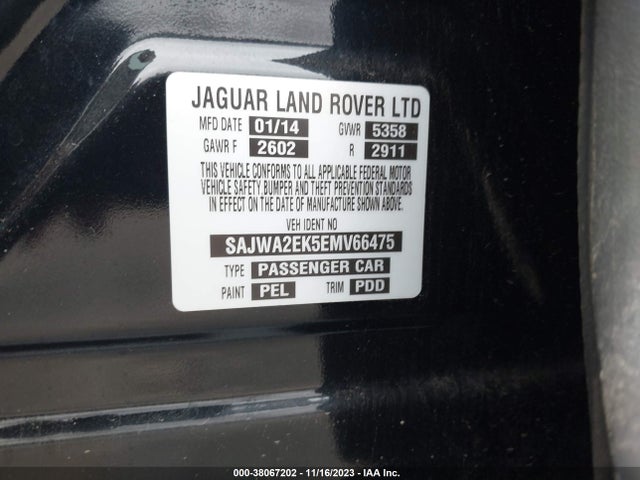 JAGUAR LAND ROVER LTD
MFD DATE 01/14 GVWR 5358
GAWR F 2602 R 2911
THIS VEHICLE CONFORMS TO ALL APPLICABLE FEDERAL MOTOR
VEHICLE SAFETY,BUMPER AND THEFT PREVENTION STANDARDS
IN EFFECT ON THE DATE OF MANUFACTURE SHOWN ABOVE.
VEH IDENT NO
SAJWA2EK5EMV66475
TYPE PASSENGER CAR
PAINT PEL TRIM PDD
000-38067202 - 11/16/2023 - IAA Inc.